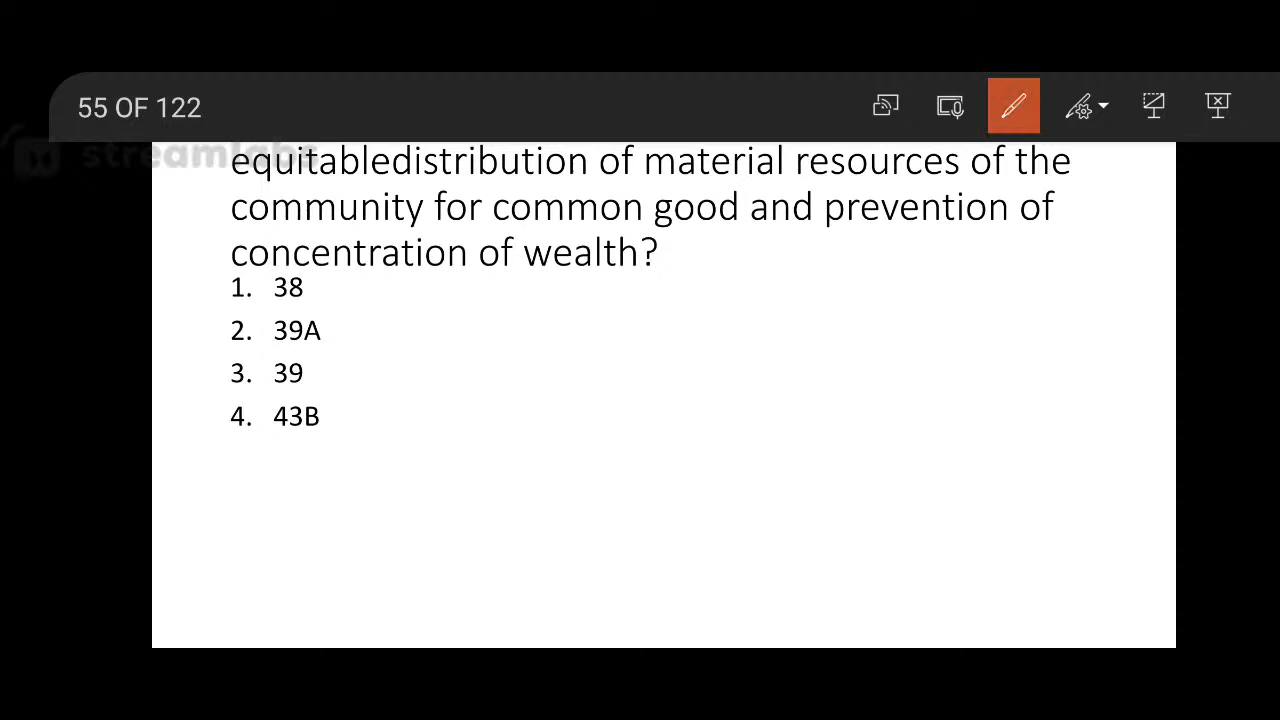 55 OF 122
streamlabs
equitabledistribution of material resources of the
community for common good and prevention of
concentration of wealth?
1. 38
2. 39A
3. 39
4. 43B